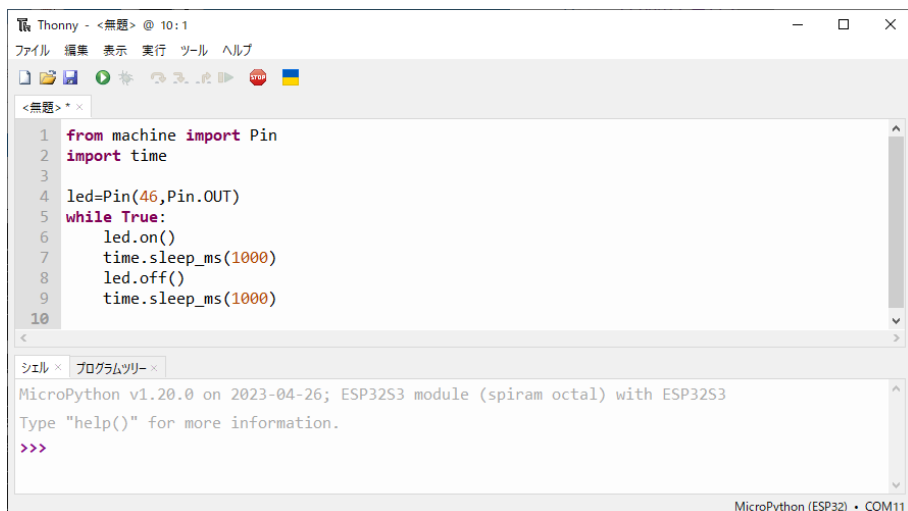 Thonny - <無題> @ 10:1
ファイル 編集 表示 実行 ツール ヘルプ
STOP
<無題> * ×
1 from machine import Pin
2 import time
3
4 led=Pin(46,Pin.OUT)
5 while True:
6     led.on()
7     time.sleep_ms(1000)
8     led.off()
9     time.sleep_ms(1000)
10
シェル × プログラムツリー ×
MicroPython v1.20.0 on 2023-04-26; ESP32S3 module (spiram octal) with ESP32S3
Type "help()" for more information.
>>>
MicroPython (ESP32) • COM11